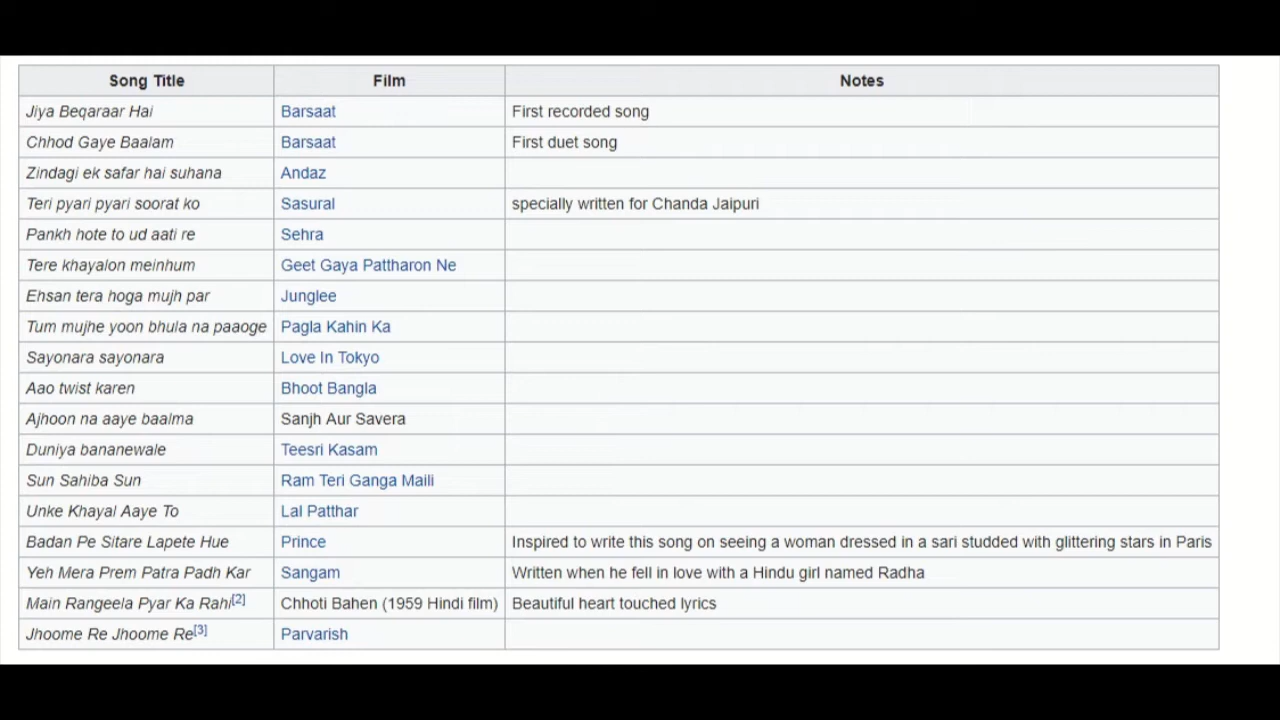 Song Title Film Notes
Jiya Beqaraar Hai Barsaat First recorded song
Chhod Gaye Baalam Barsaat First duet song
Zindagi ek safar hai suhana Andaz
Teri pyari pyari soorat ko Sasural specially written for Chanda Jaipuri
Pankh hote to ud aati re Sehra
Tere khayalon meinhum Geet Gaya Pattharon Ne
Ehsan tera hoga mujh par Junglee
Tum mujhe yoon bhula na paaoge Pagla Kahin Ka
Sayonara sayonara Love In Tokyo
Aao twist karen Bhoot Bangla
Ajhoon na aaye baalma Sanjh Aur Savera
Duniya bananewale Teesri Kasam
Sun Sahiba Sun Ram Teri Ganga Maili
Unke Khayal Aaye To Lal Patthar
Badan Pe Sitare Lapete Hue Prince Inspired to write this song on seeing a woman dressed in a sari studded with glittering stars in Paris
Yeh Mera Prem Patra Padh Kar Sangam Written when he fell in love with a Hindu girl named Radha
Main Rangeela Pyar Ka Rahi[2] Chhoti Bahen (1959 Hindi film) Beautiful heart touched lyrics
Jhoome Re Jhoome Re[3] Parvarish